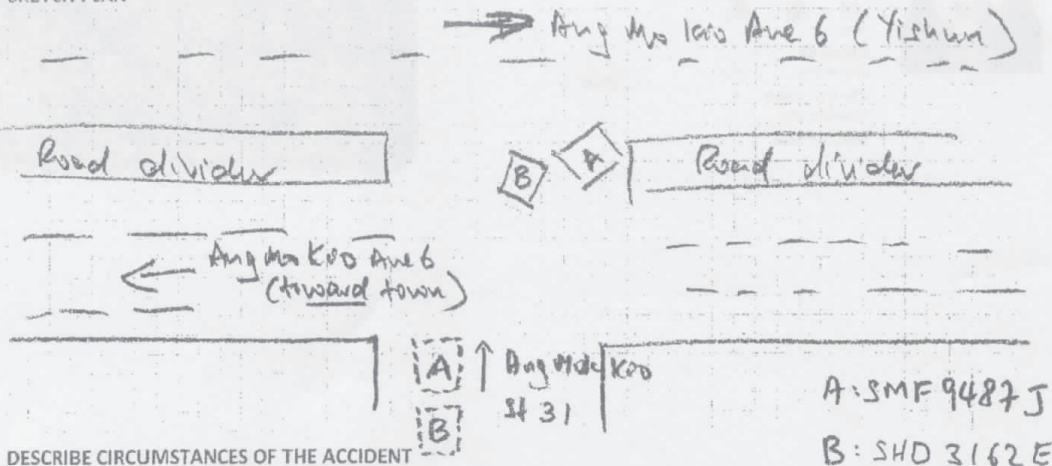 Ang Mo Kio Ave 6 (Yishun)
Road divider
B
A
Road divider
Ang Mo Kio Ave 6
(toward town)
A
Ang Mo Kio
St 31
B
A: SMF 9487 J
B: SHD 3162 E
DESCRIBE CIRCUMSTANCES OF THE ACCIDENT